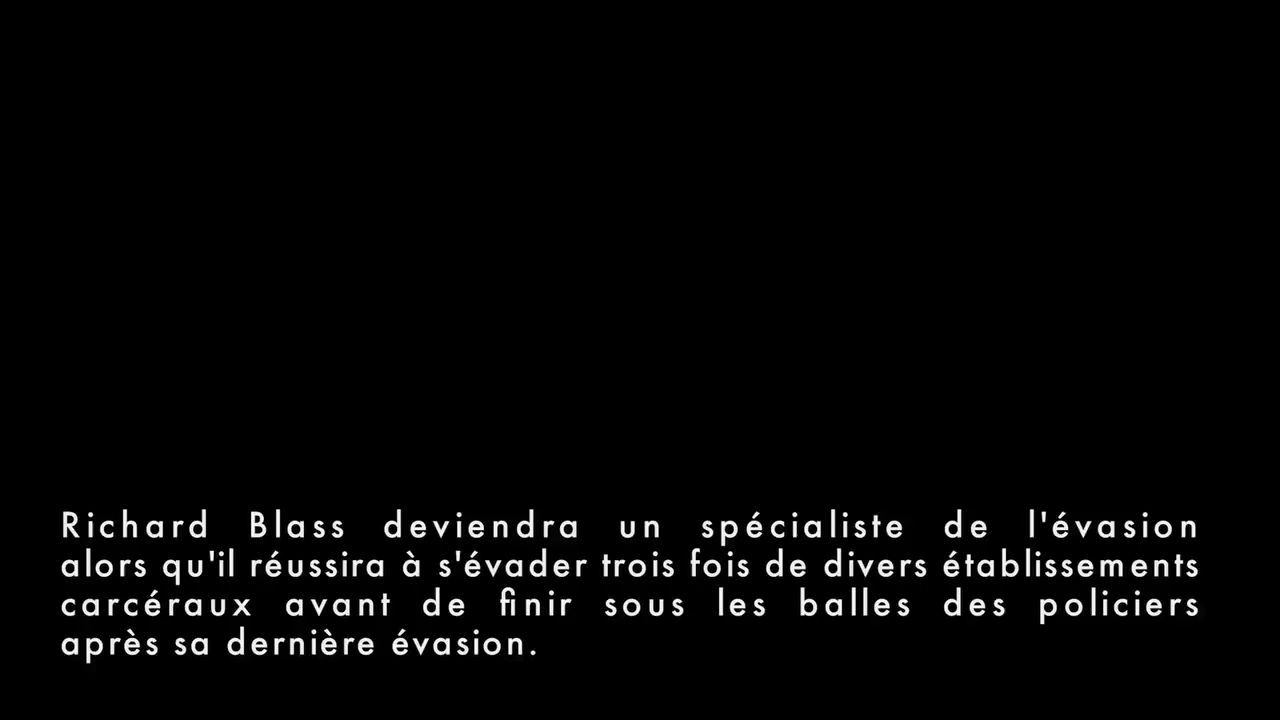 Richard Blass deviendra un spécialiste de l'évasion
alors qu'il réussira à s'évader trois fois de divers établissements
carcéraux avant de finir sous les balles des policiers
après sa dernière évasion.